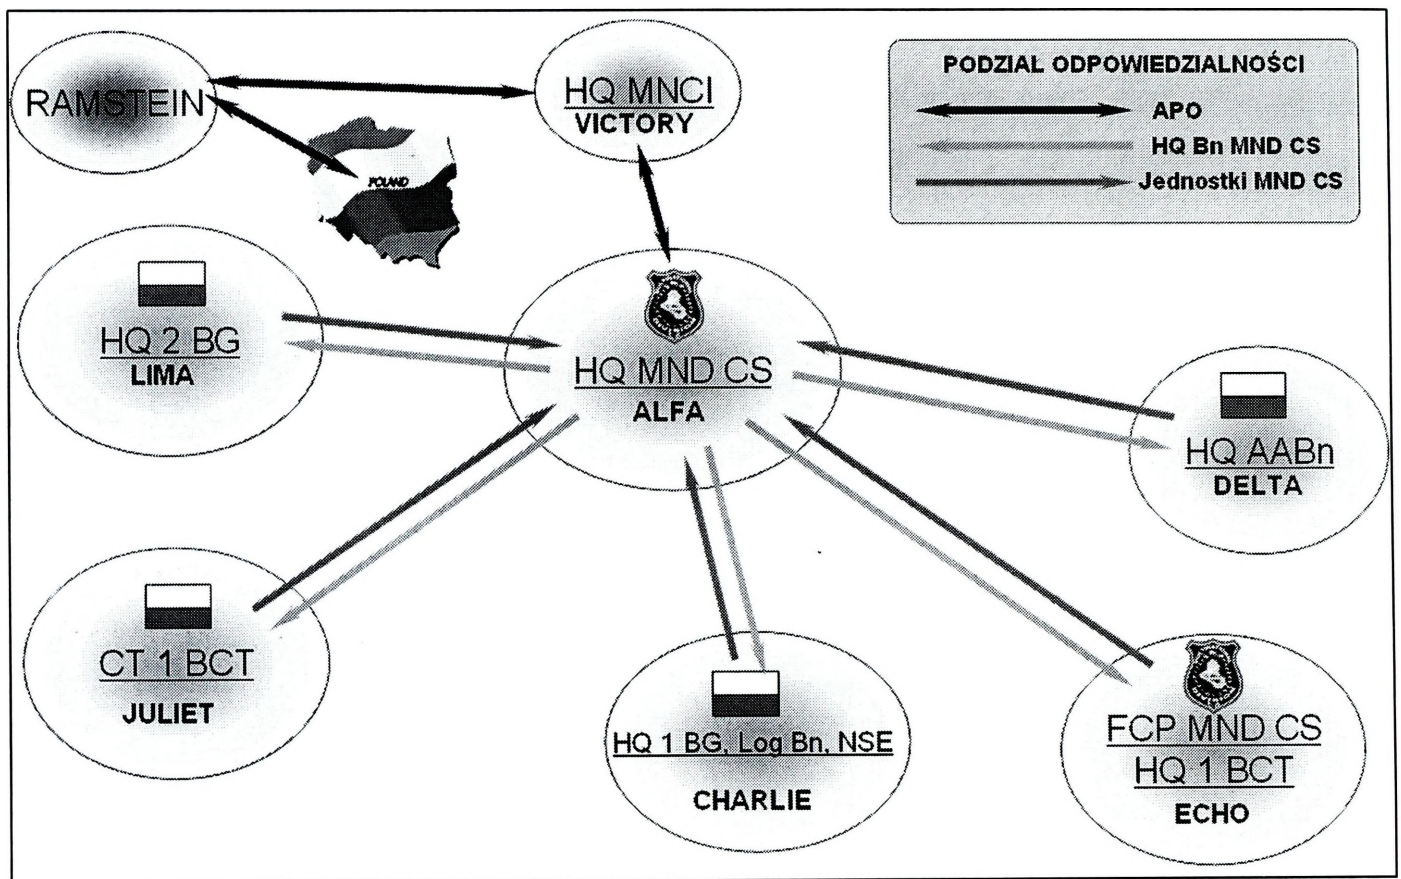 RAMSTEIN
HQ MNCI
VICTORY
POLAND
PODZIAŁ ODPOWIEDZIALNOŚCI
APO
HQ Bn MND CS
Jednostki MND CS
HQ 2 BG
LIMA
HQ MND CS
ALFA
HQ AABn
DELTA
CT 1 BCT
JULIET
HQ 1 BG, Log Bn, NSE
CHARLIE
FCP MND CS
HQ 1 BCT
ECHO